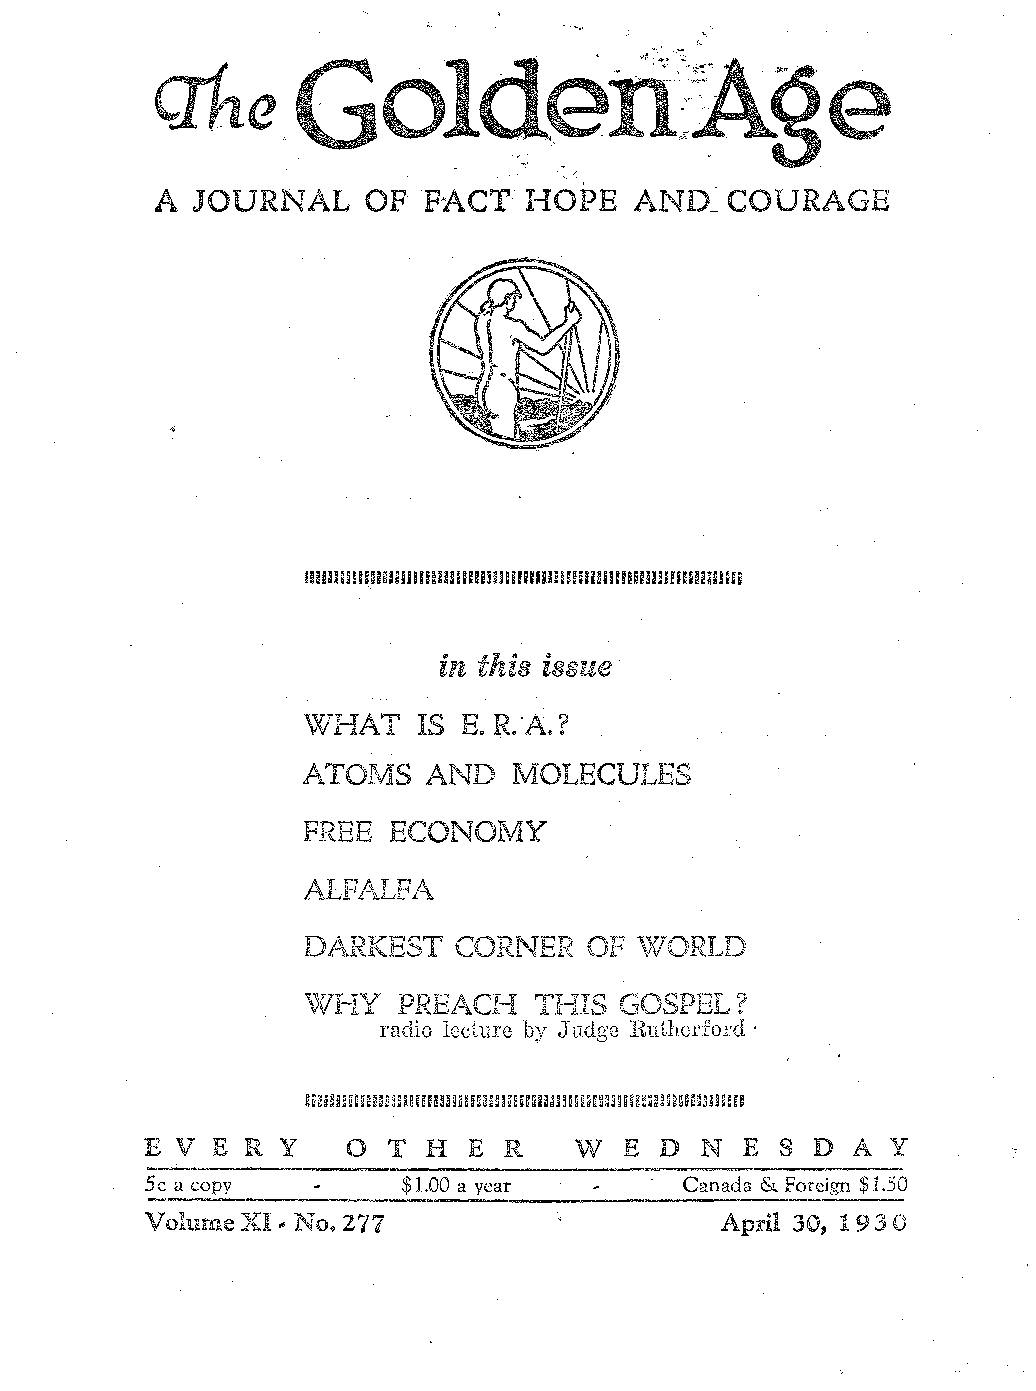 The Golden Age
A JOURNAL OF FACT HOPE AND COURAGE
in this issue
WHAT IS E. R. A.?
ATOMS AND MOLECULES
FREE ECONOMY
ALFALFA
DARKEST CORNER OF WORLD
WHY PREACH THIS GOSPEL?
radio lecture by Judge Rutherford
EVERY OTHER WEDNESDAY
5c a copy - $1.00 a year - Canada & Foreign $1.50
Volume XI - No. 277 April 30, 1930